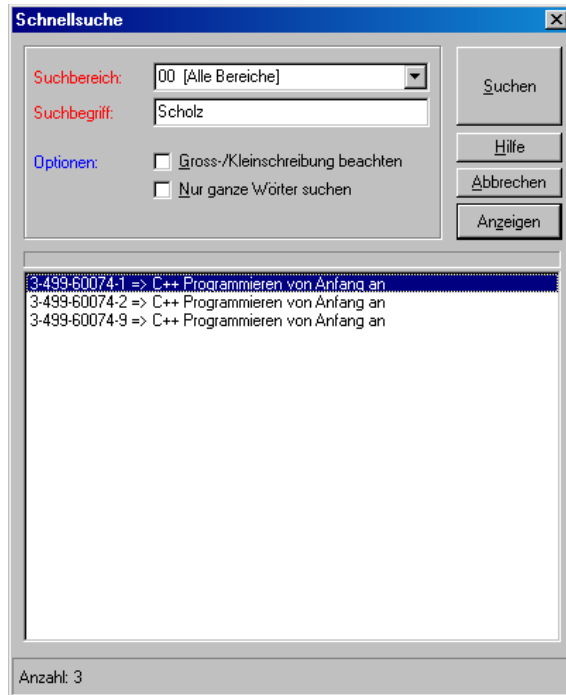 Schnellsuche
Suchbereich: 00 [Alle Bereiche]
Suchen
Suchbegriff: Scholz
Hilfe
Optionen: Gross-/Kleinschreibung beachten
Abbrechen
Nur ganze Wörter suchen
Anzeigen
3-499-60074-1 => C++ Programmieren von Anfang an
3-499-60074-2 => C++ Programmieren von Anfang an
3-499-60074-9 => C++ Programmieren von Anfang an
Anzahl: 3